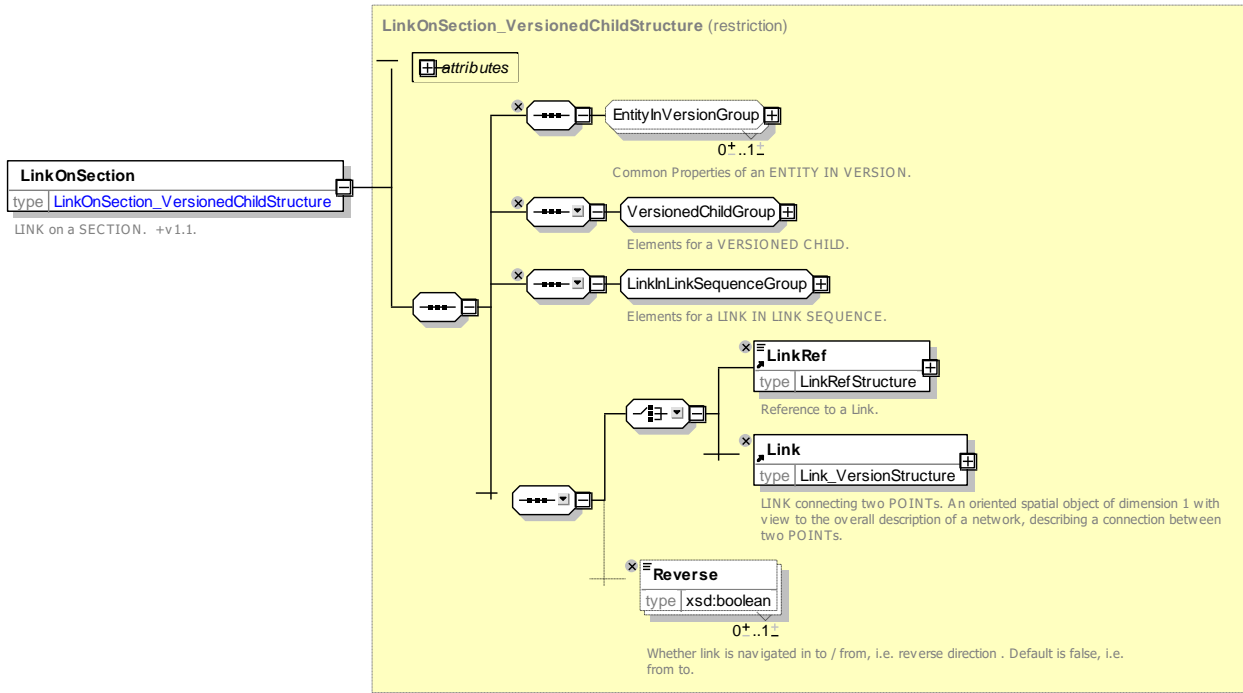 LinkOnSection_VersionedChildStructure (restriction)
attributes
EntityInVersionGroup
0..1
Common Properties of an ENTITY IN VERSION.
LinkOnSection
type LinkOnSection_VersionedChildStructure
LINK on a SECTION. +v1.1.
VersionedChildGroup
Elements for a VERSIONED CHILD.
LinkInLinkSequenceGroup
Elements for a LINK IN LINK SEQUENCE.
LinkRef
type LinkRefStructure
Reference to a Link.
Link
type Link_VersionStructure
LINK connecting two POINTs. An oriented spatial object of dimension 1 with
view to the overall description of a network, describing a connection between
two POINTs.
Reverse
type xsd:boolean
0..1
Whether link is navigated in to / from, i.e. reverse direction . Default is false, i.e.
from to.